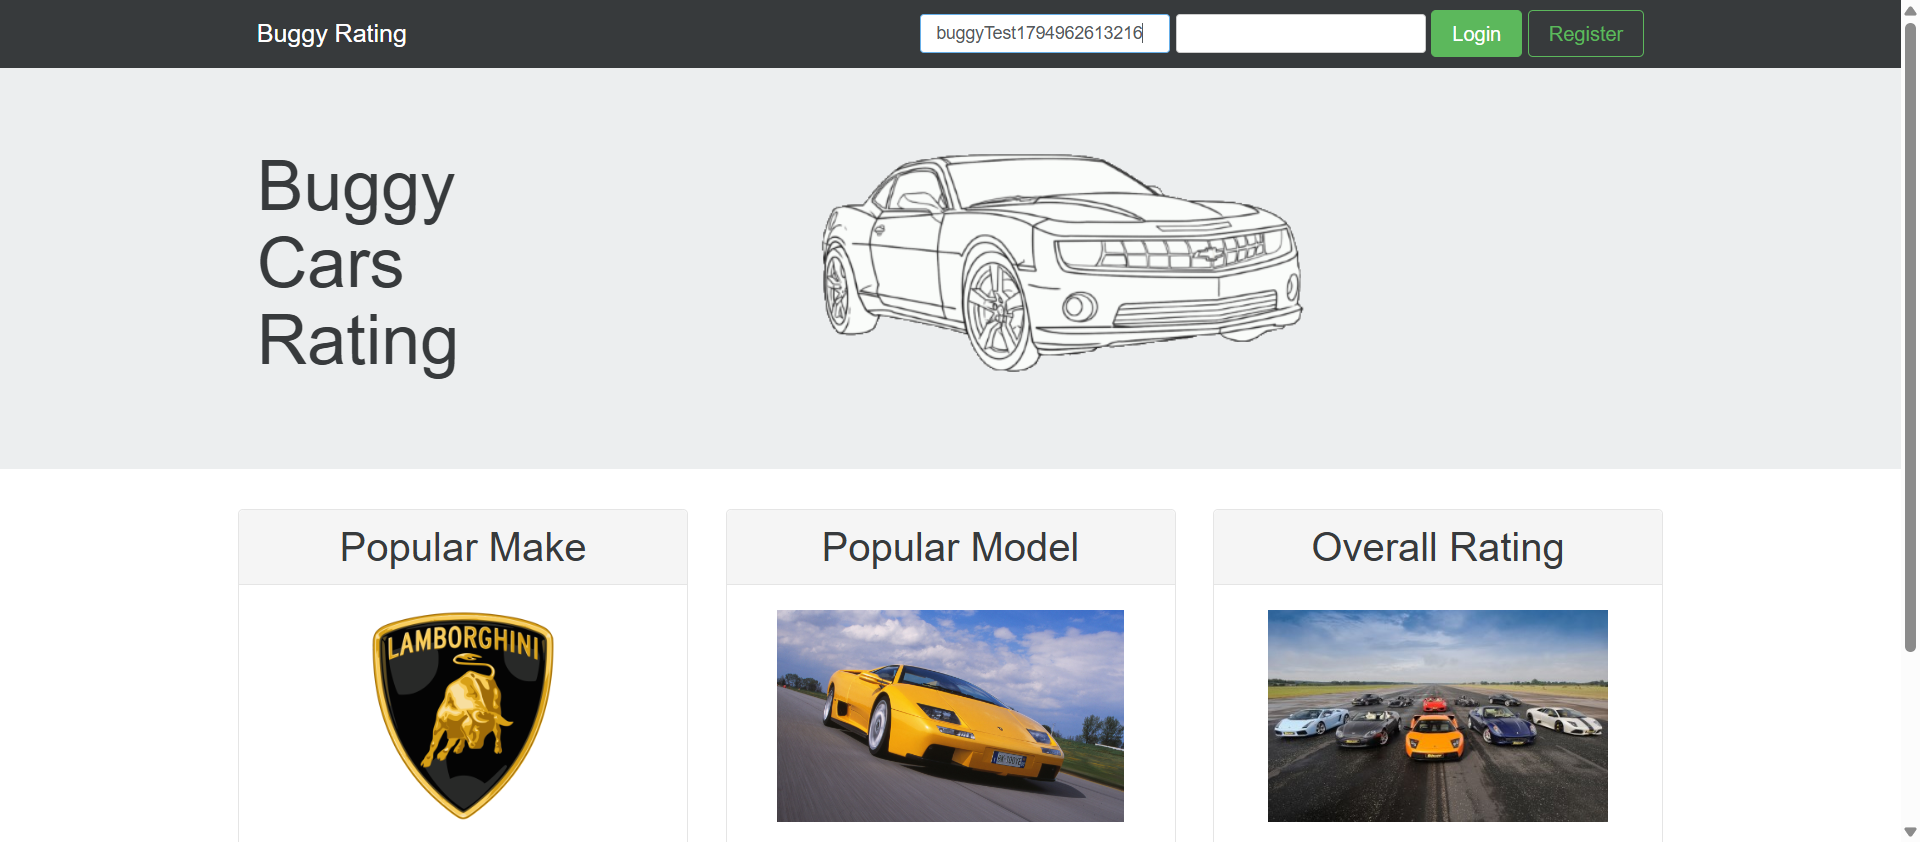 Buggy Rating
buggyTest1794962613216
Login
Register
Buggy
Cars
Rating
Popular Make
Popular Model
Overall Rating
LAMBORGHINI